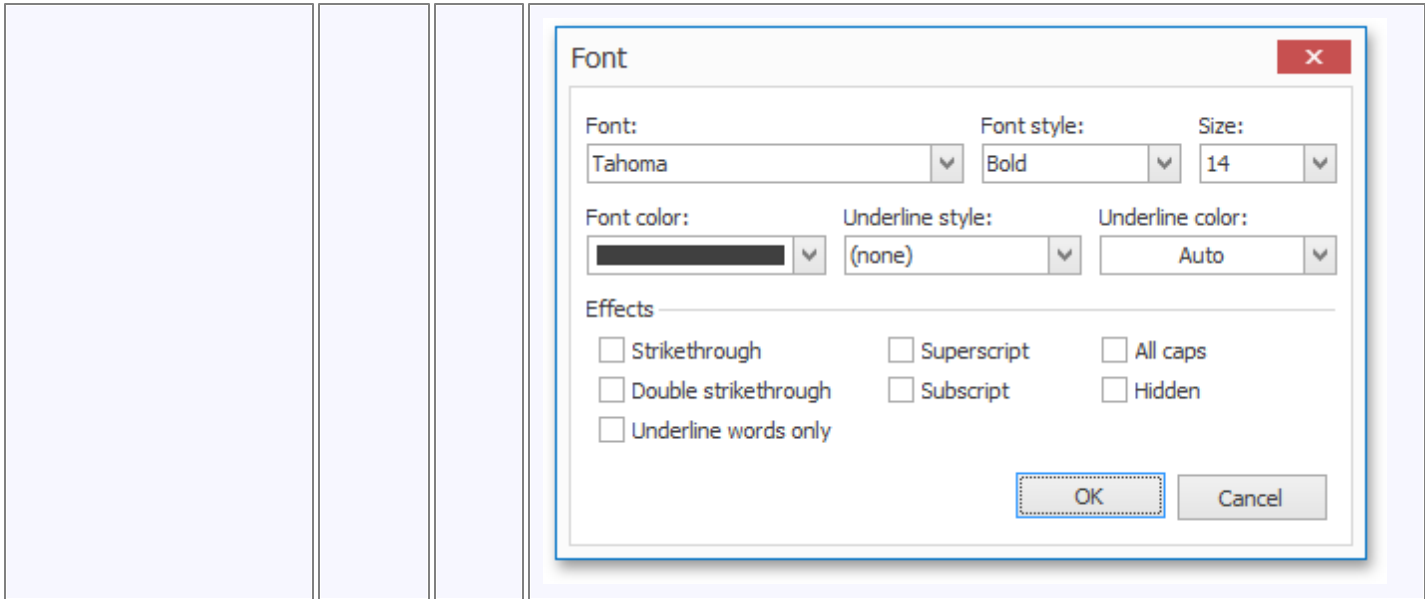 Font
Font: Font style: Size:
Tahoma Bold 14
Font color: Underline style: Underline color:
(none) Auto
Effects
Strikethrough Superscript All caps
Double strikethrough Subscript Hidden
Underline words only
OK Cancel